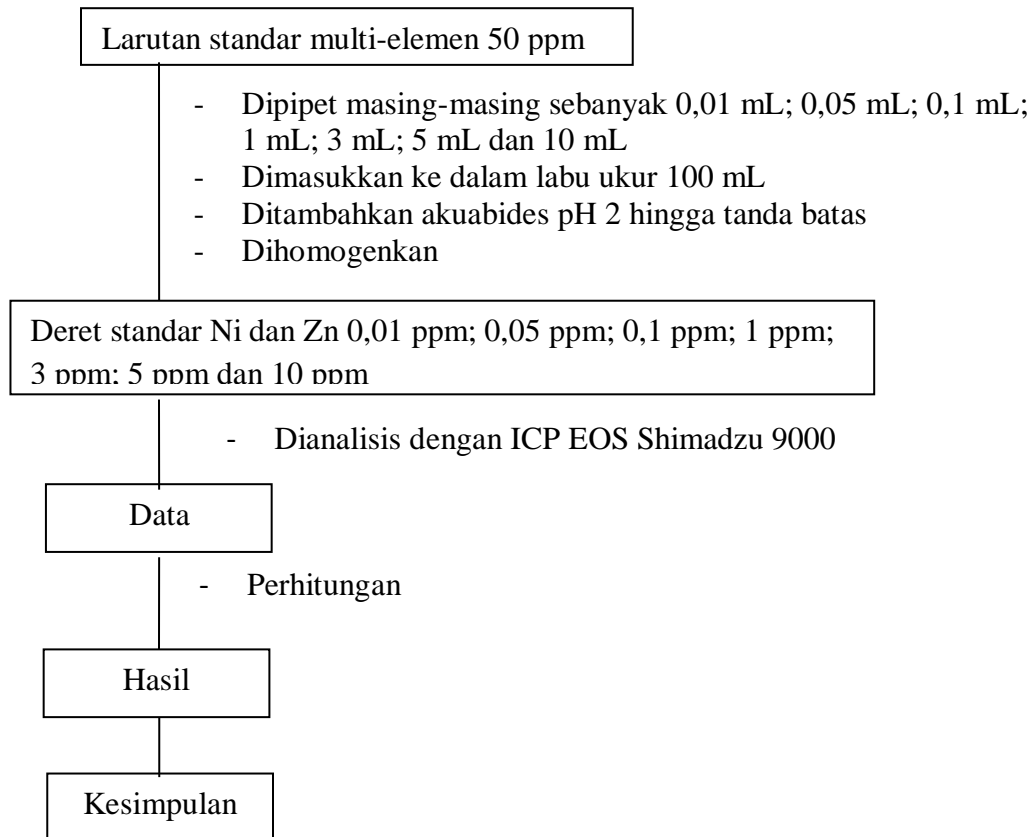 Larutan standar multi-elemen 50 ppm
- Dipipet masing-masing sebanyak 0,01 mL; 0,05 mL; 0,1 mL;
1 mL; 3 mL; 5 mL dan 10 mL
- Dimasukkan ke dalam labu ukur 100 mL
- Ditambahkan akuabides pH 2 hingga tanda batas
- Dihomogenkan
Deret standar Ni dan Zn 0,01 ppm; 0,05 ppm; 0,1 ppm; 1 ppm;
3 ppm; 5 ppm dan 10 ppm
- Dianalisis dengan ICP EOS Shimadzu 9000
Data
- Perhitungan
Hasil
Kesimpulan